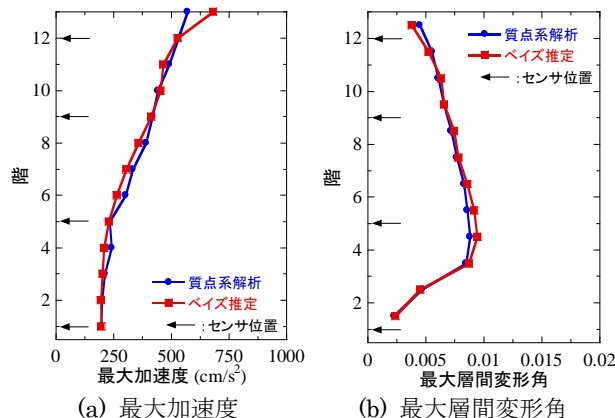 12
10
8
6
4
2
階
質点系解析
ベイズ推定
:センサ位置
0 250 500 750 1000
最大加速度 (cm/s²)
(a) 最大加速度
12
10
8
6
4
2
階
質点系解析
ベイズ推定
:センサ位置
0 0.005 0.01 0.015 0.02
最大層間変形角
(b) 最大層間変形角